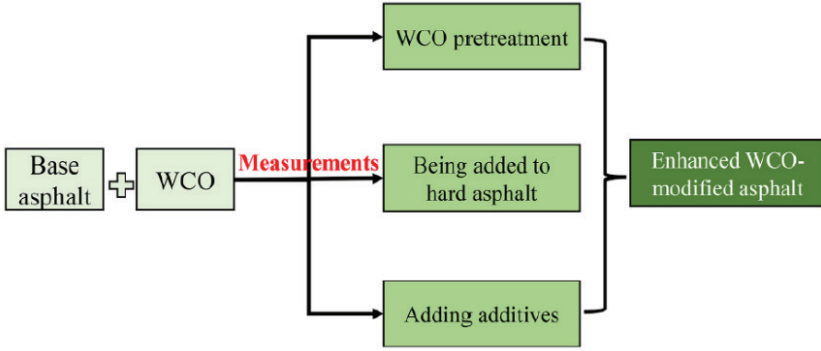 Base
asphalt
WCO
Measurements
WCO pretreatment
Being added to
hard asphalt
Adding additives
Enhanced WCO-
modified asphalt